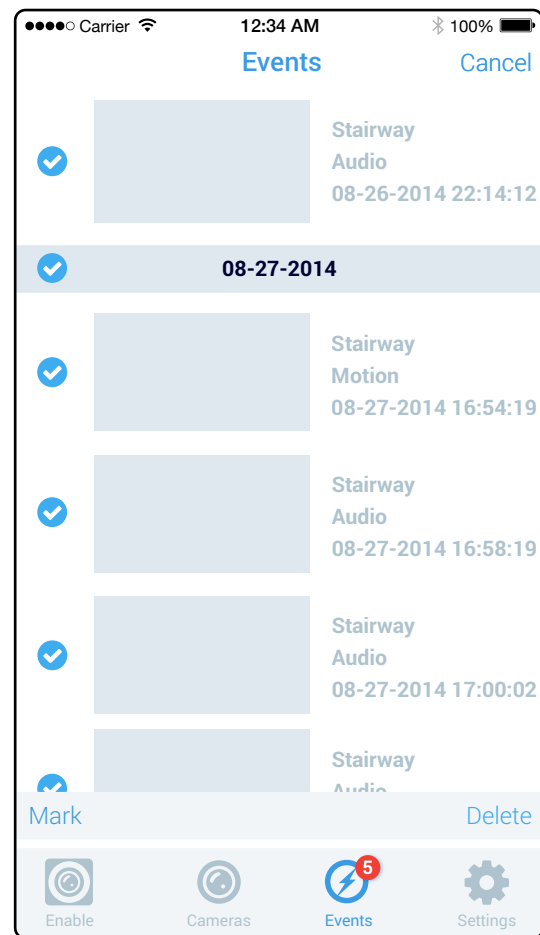 Carrier 12:34 AM 100%
Events Cancel
Stairway
Audio
08-26-2014 22:14:12
08-27-2014
Stairway
Motion
08-27-2014 16:54:19
Stairway
Audio
08-27-2014 16:58:19
Stairway
Audio
08-27-2014 17:00:02
Stairway
Audio
Mark Delete
5
Enable Cameras Events Settings